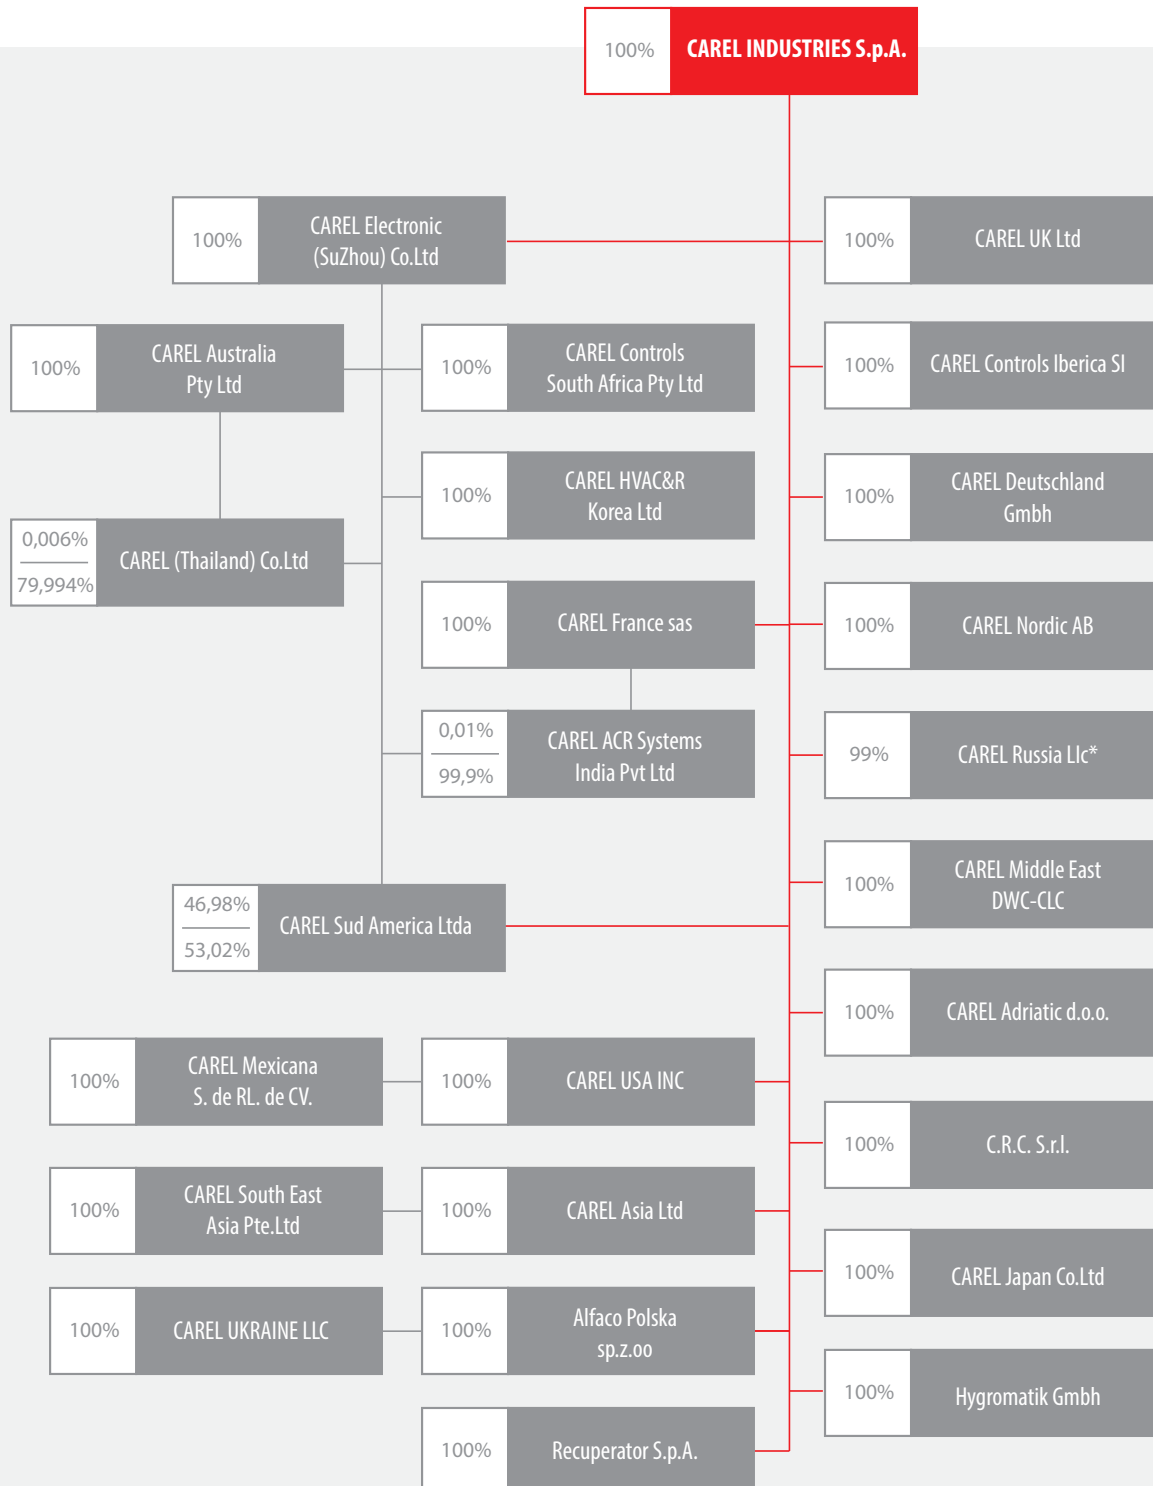 100%
CAREL INDUSTRIES S.p.A.
100%
CAREL Electronic
(SuZhou) Co.Ltd
100%
CAREL UK Ltd
100%
CAREL Australia
Pty Ltd
100%
CAREL Controls
South Africa Pty Ltd
100%
CAREL Controls Iberica SI
100%
CAREL HVAC&R
Korea Ltd
100%
CAREL Deutschland
Gmbh
0,006%
79,994%
CAREL (Thailand) Co.Ltd
100%
CAREL France sas
100%
CAREL Nordic AB
0,01%
99,9%
CAREL ACR Systems
India Pvt Ltd
99%
CAREL Russia Llc*
100%
CAREL Middle East
DWC-CLC
46,98%
53,02%
CAREL Sud America Ltda
100%
CAREL Adriatic d.o.o.
100%
CAREL Mexicana
S. de RL. de CV.
100%
CAREL USA INC
100%
C.R.C. S.r.l.
100%
CAREL South East
Asia Pte.Ltd
100%
CAREL Asia Ltd
100%
CAREL Japan Co.Ltd
100%
CAREL UKRAINE LLC
100%
Alfaco Polska
sp.z.oo
100%
Hygromatik Gmbh
100%
Recuperator S.p.A.